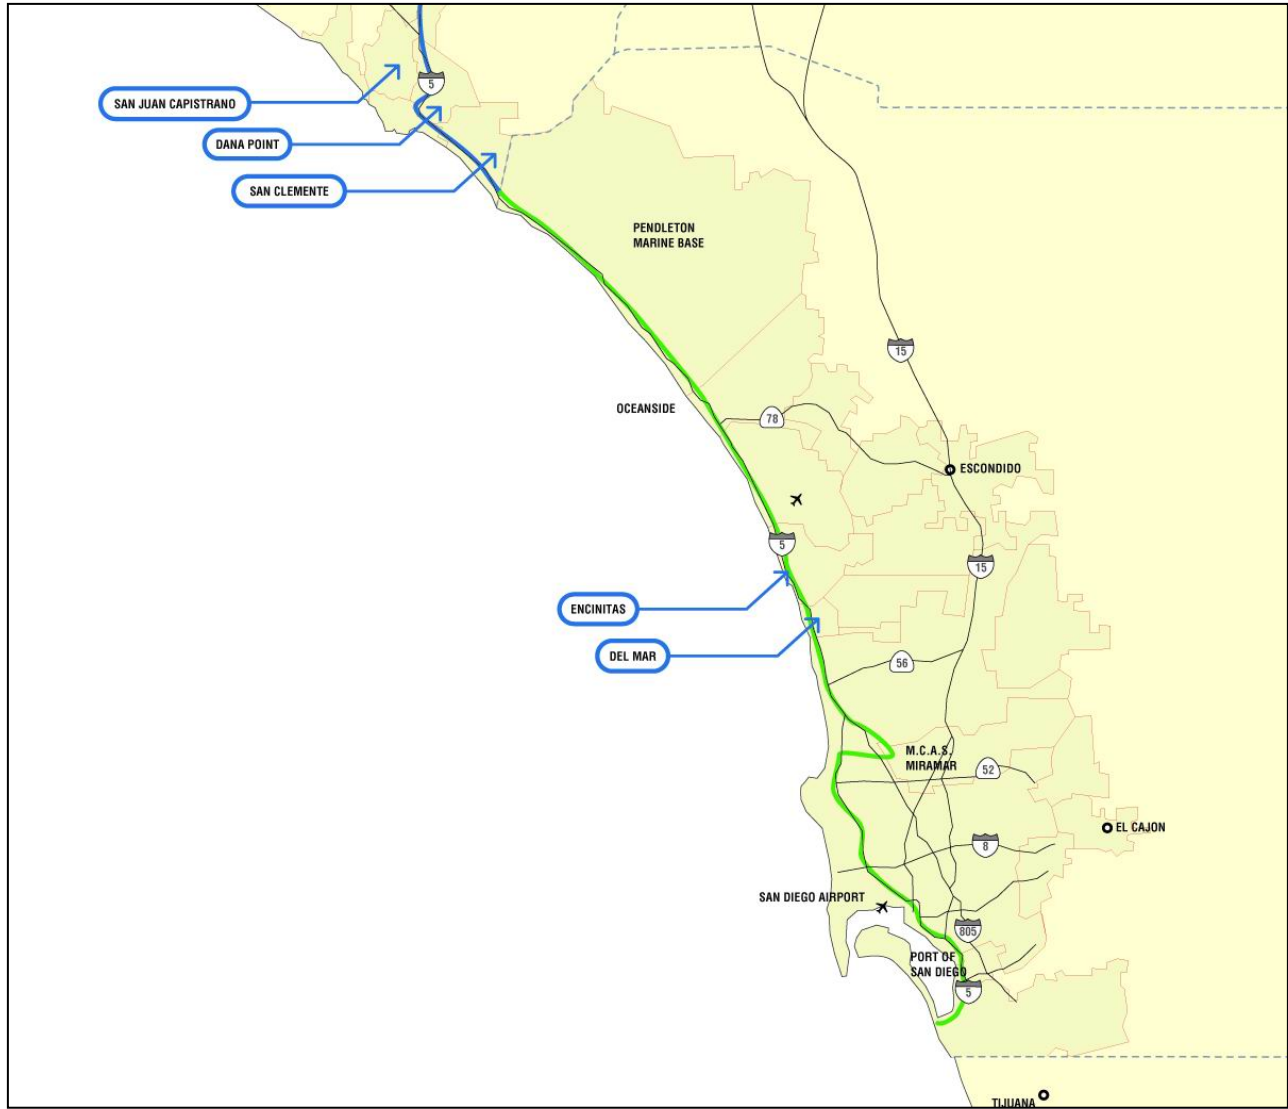 5
SAN JUAN CAPISTRANO
DANA POINT
SAN CLEMENTE
PENDLETON
MARINE BASE
15
OCEANSIDE
78
ESCONDIDO
5
15
ENCINITAS
DEL MAR
56
M.C.A.S.
MIRAMAR
52
EL CAJON
8
SAN DIEGO AIRPORT
805
PORT OF
SAN DIEGO
5
TIJUANA